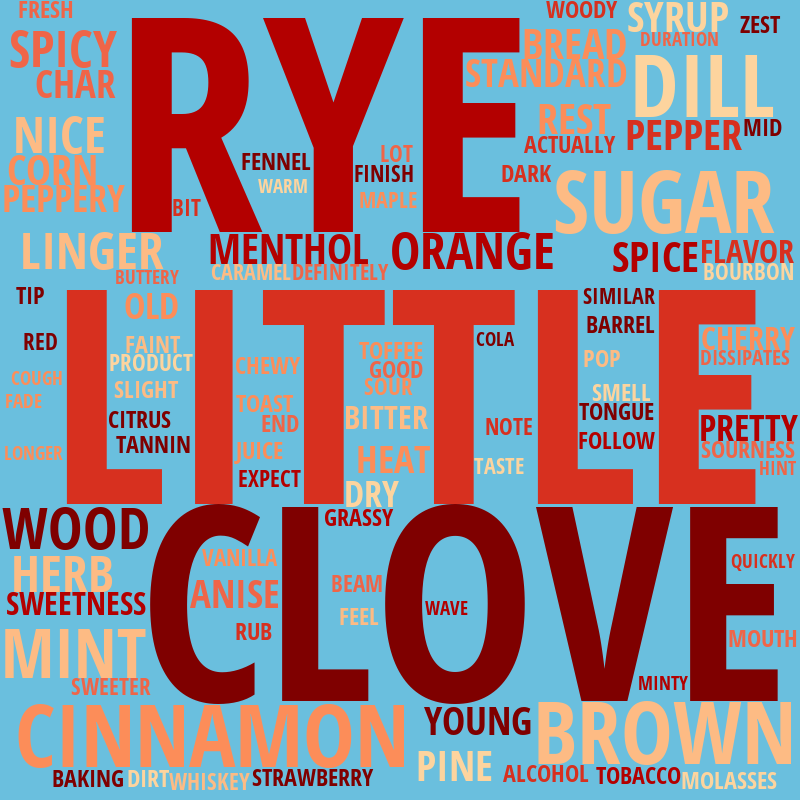 FRESH
WOODY
SYRUP
ZEST
RYE
SPICY
BREAD
DURATION
CHAR
STANDARD
DILL
NICE
REST
PEPPER
MID
ACTUALLY
FENNEL
LOT
CORN
FINISH
DARK
WARM
PEPPERY
BIT
MAPLE
SUGAR
LINGER
MENTHOL
ORANGE
SPICE
FLAVOR
BUTTERY
CARAMEL
DEFINITELY
BOURBON
TIP
OLD
LITTLE
SIMILAR
BARREL
RED
FAINT
COLA
CHERRY
PRODUCT
CHEWY
TOFFEE
GOOD
POP
DISSIPATES
COUGH
SLIGHT
SOUR
SMELL
FADE
TOAST
BITTER
TONGUE
CITRUS
END
NOTE
PRETTY
TANNIN
FOLLOW
LONGER
JUICE
HEAT
TASTE
SOURNESS
HINT
EXPECT
DRY
WOOD
CLOVE
GRASSY
HERB
VANILLA
QUICKLY
SWEETNESS
ANISE
BEAM
FEEL
WAVE
RUB
MINT
MOUTH
SWEETER
MINTY
CINNAMON
YOUNG
BROWN
PINE
BAKING
DIRT
WHISKEY
STRAWBERRY
ALCOHOL
TOBACCO
MOLASSES